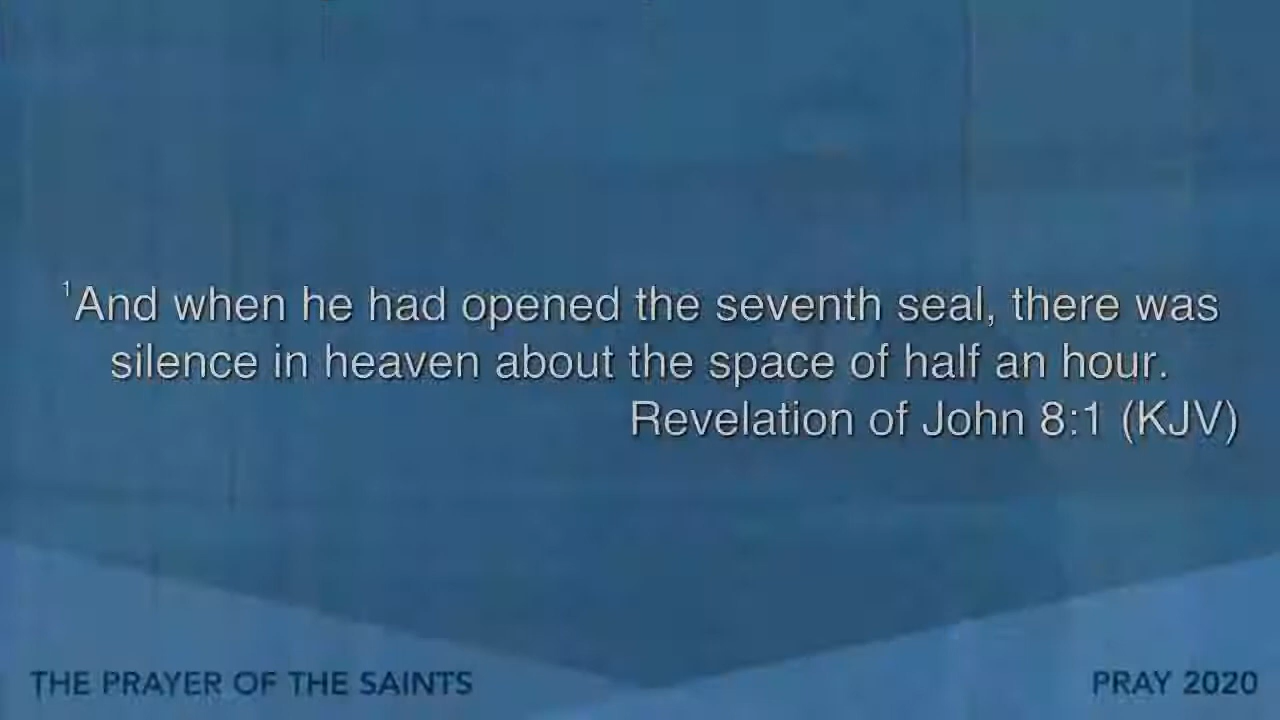 ¹And when he had opened the seventh seal, there was
silence in heaven about the space of half an hour.
Revelation of John 8:1 (KJV)
THE PRAYER OF THE SAINTS
PRAY 2020